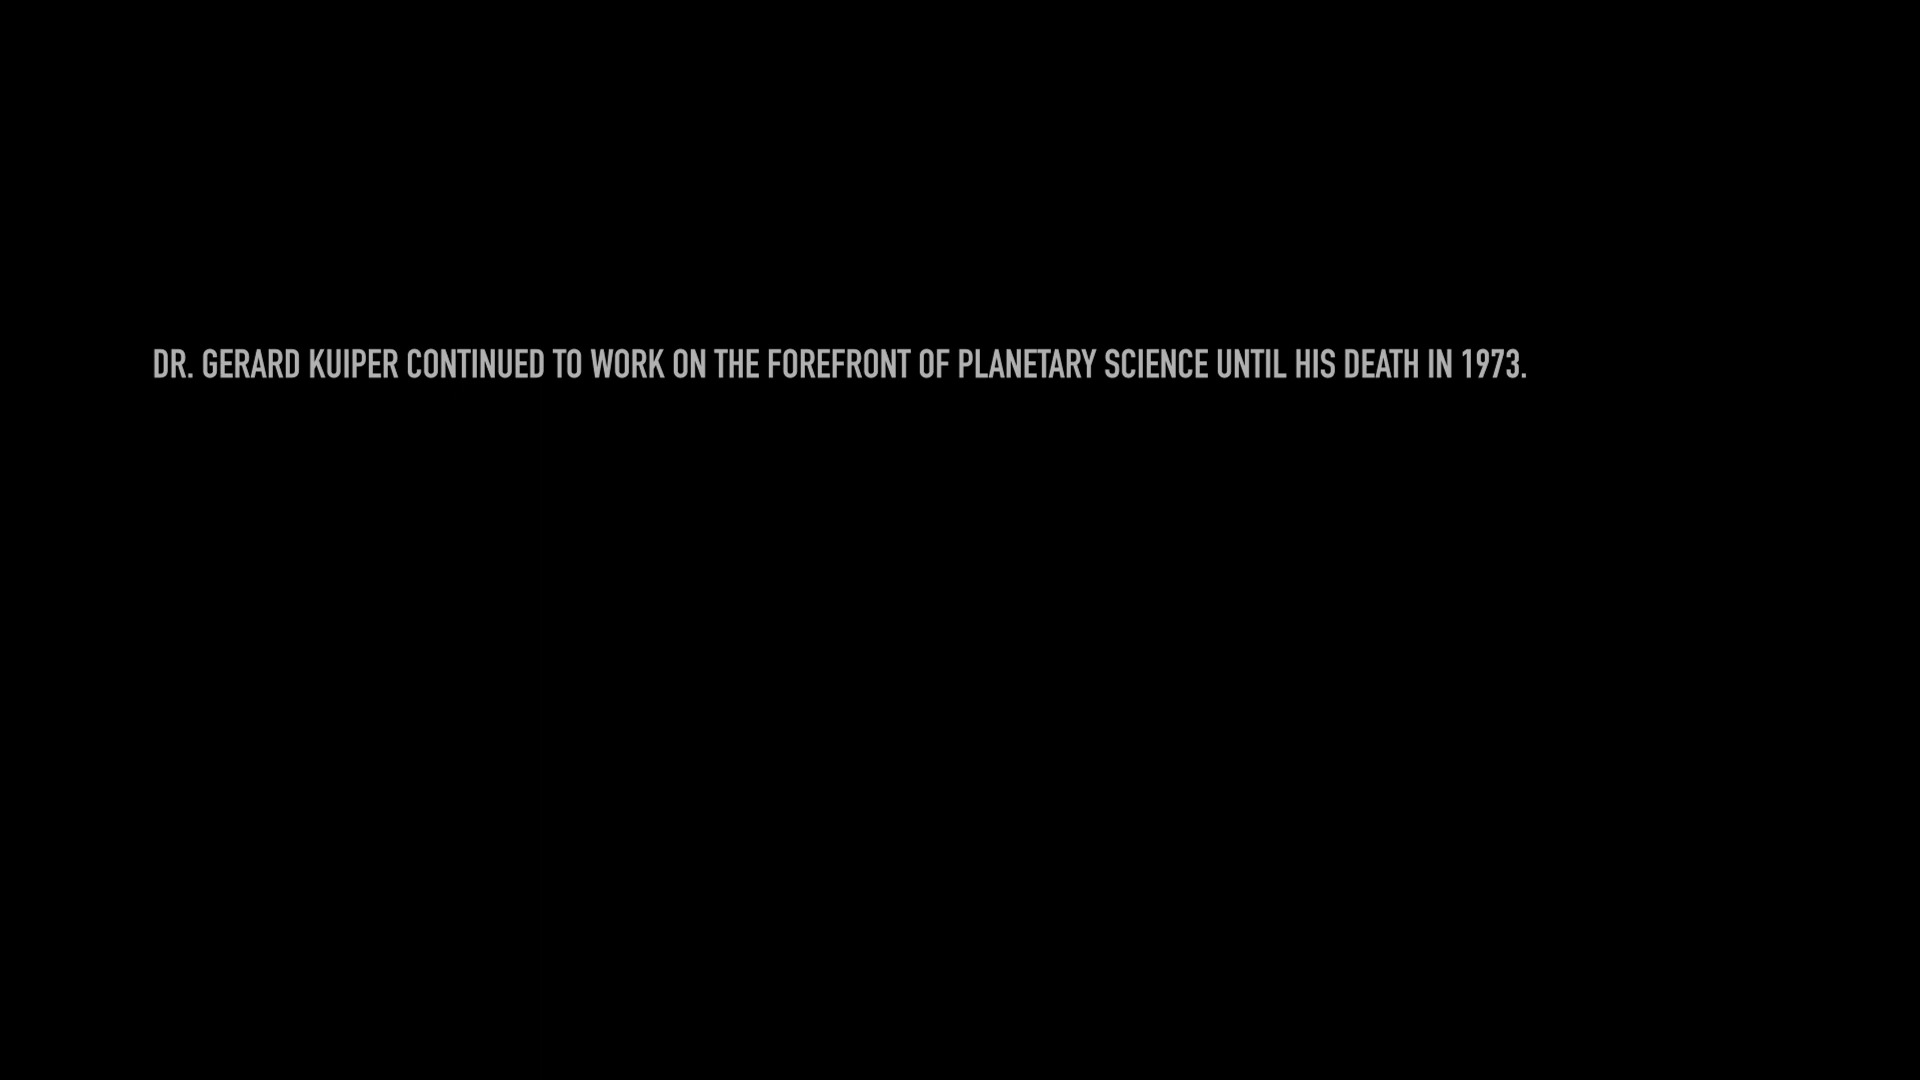 DR. GERARD KUIPER CONTINUED TO WORK ON THE FOREFRONT OF PLANETARY SCIENCE UNTIL HIS DEATH IN 1973.